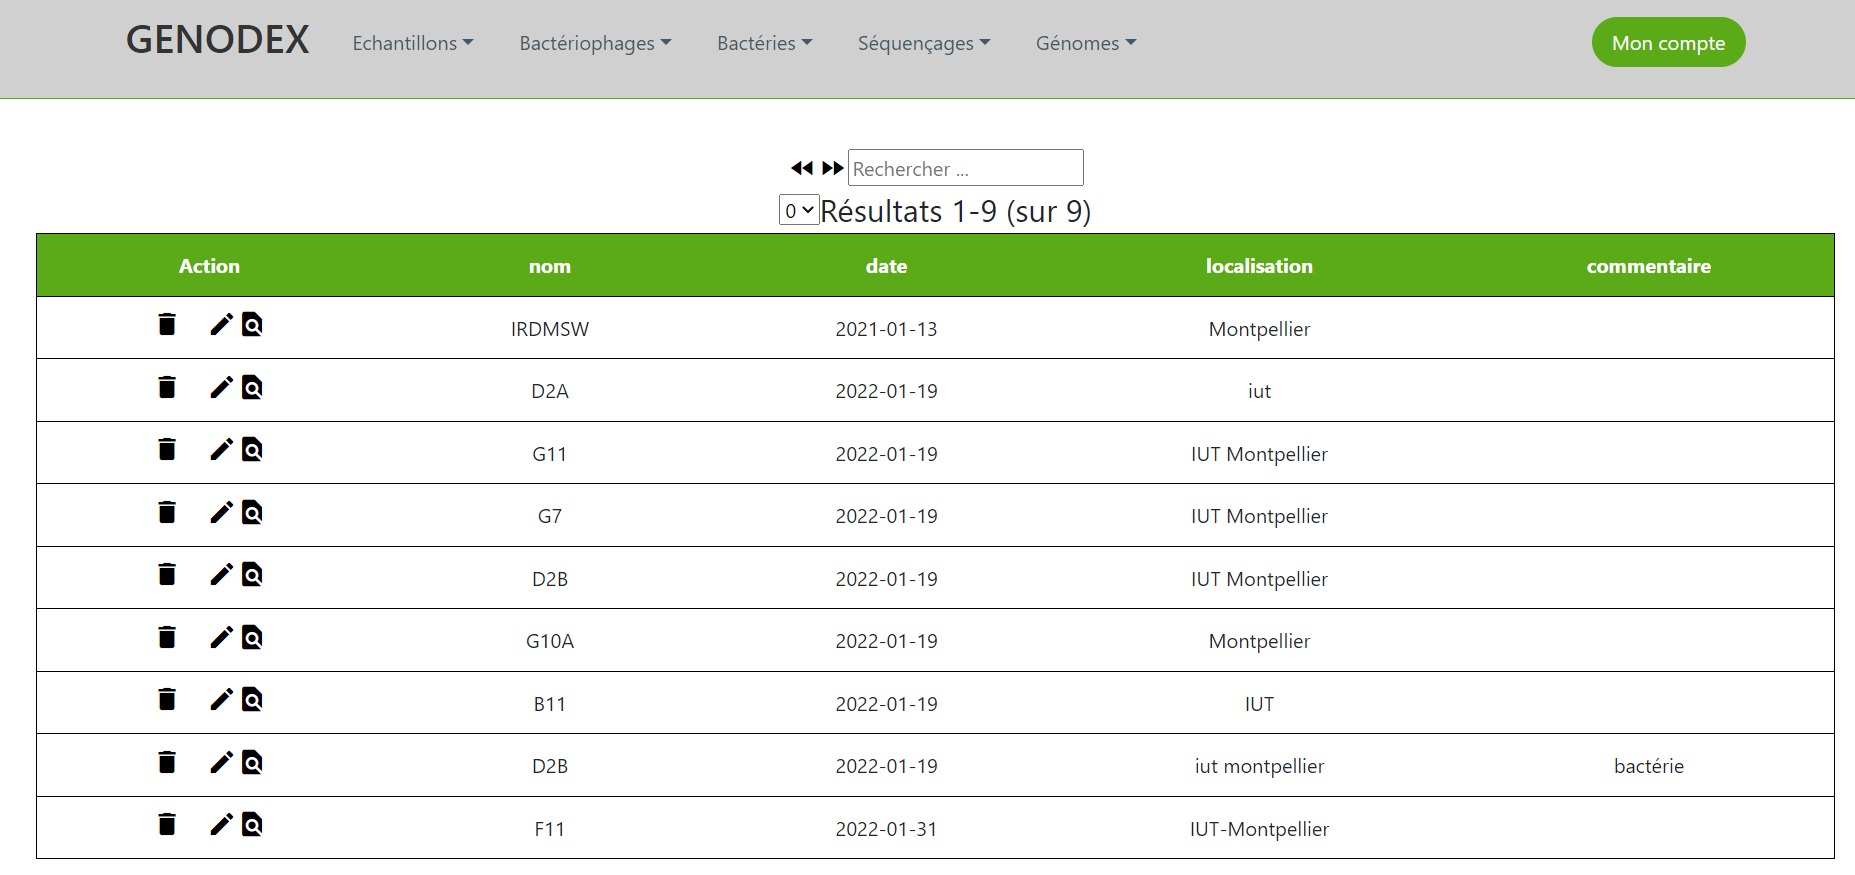 GENODEX Echantillons Bactériophages Bactéries Séquençages Génomes Mon compte
Rechercher ...
0 Résultats 1-9 (sur 9)
Action nom date localisation commentaire
IRDMSW 2021-01-13 Montpellier
D2A 2022-01-19 iut
G11 2022-01-19 IUT Montpellier
G7 2022-01-19 IUT Montpellier
D2B 2022-01-19 IUT Montpellier
G10A 2022-01-19 Montpellier
B11 2022-01-19 IUT
D2B 2022-01-19 iut montpellier bactérie
F11 2022-01-31 IUT-Montpellier